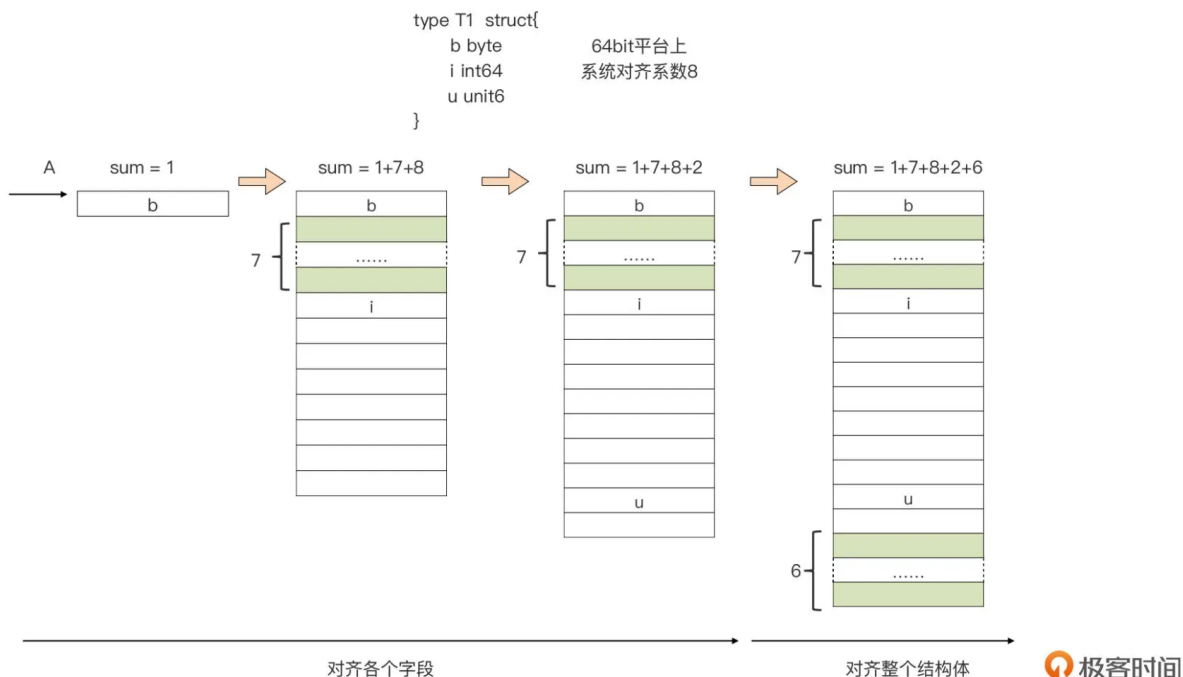 type T1 struct{
b byte
i int64
u unit6
}
64bit平台上
系统对齐系数8
A
sum = 1
sum = 1+7+8
sum = 1+7+8+2
sum = 1+7+8+2+6
b
b
7
......
i
b
7
......
i
u
b
7
......
i
u
6
......
对齐各个字段
对齐整个结构体
极客时间